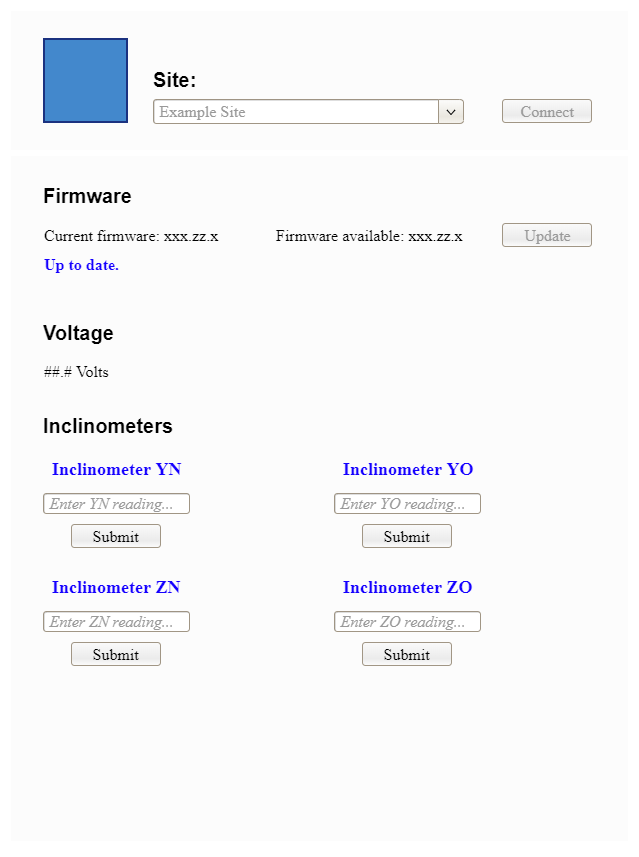 Site:
Example Site
Connect
Firmware
Current firmware: xxx.zz.x Firmware available: xxx.zz.x Update
Up to date.
Voltage
##.# Volts
Inclinometers
Inclinometer YN Inclinometer YO
Enter YN reading... Enter YO reading...
Submit Submit
Inclinometer ZN Inclinometer ZO
Enter ZN reading... Enter ZO reading...
Submit Submit